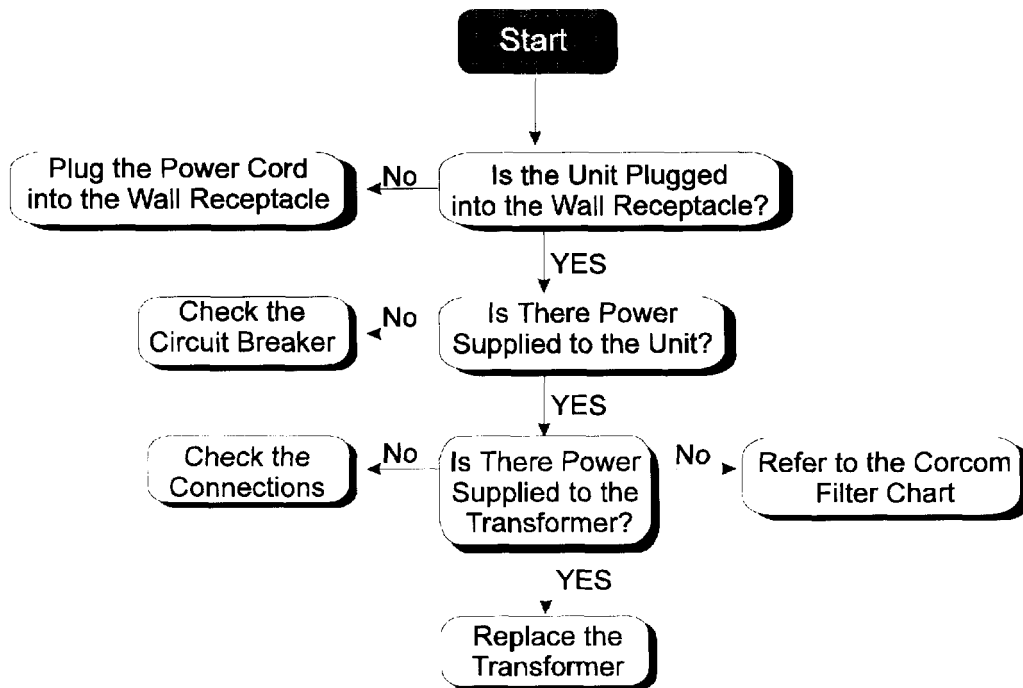 Start
Plug the Power Cord
into the Wall Receptacle
No
Is the Unit Plugged
into the Wall Receptacle?
YES
Check the
Circuit Breaker
No
Is There Power
Supplied to the Unit?
YES
Check the
Connections
No
Is There Power
Supplied to the
Transformer?
No
Refer to the Corcom
Filter Chart
YES
Replace the
Transformer